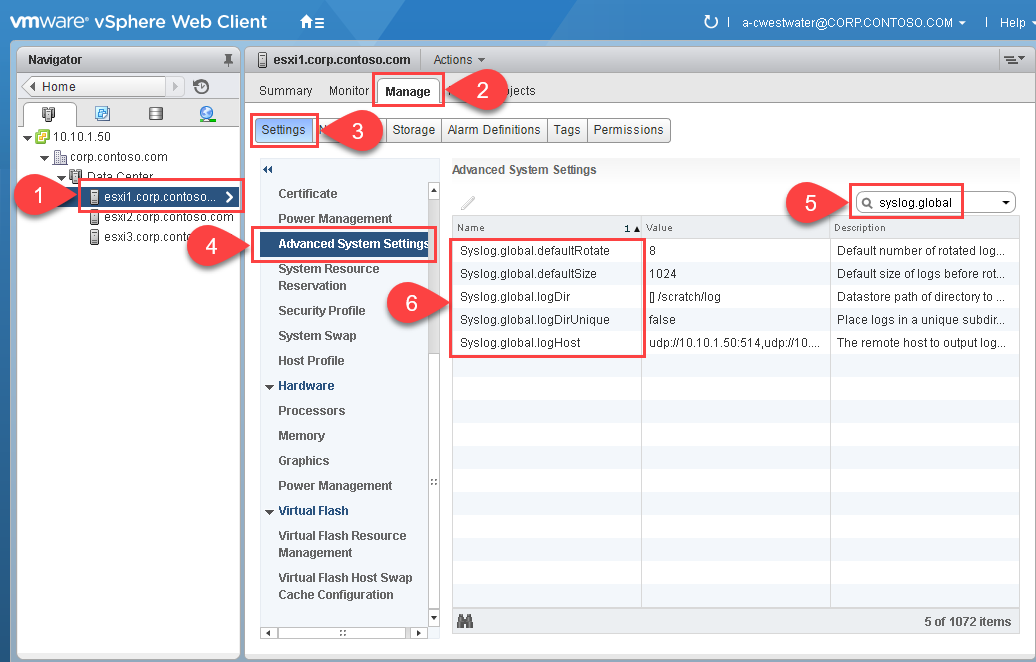 vmware® vSphere Web Client
a-cwestwater@CORP.CONTOSO.COM
Help
Navigator
Home
10.10.1.50
corp.contoso.com
Data Center
1
esxi1.corp.contoso...
esxi2.corp.contoso.com
esxi3.corp.
esxi1.corp.contoso.com
Actions
Summary
Monitor
Manage
2
Settings
3
Storage
Alarm Definitions
Tags
Permissions
Certificate
Power Management
4
Advanced System Settings
System Resource
Reservation
Security Profile
System Swap
Host Profile
Hardware
Processors
Memory
Graphics
Power Management
Virtual Flash
Virtual Flash Resource
Management
Virtual Flash Host Swap
Cache Configuration
Advanced System Settings
5
syslog.global
Name 1 Value Description
6
Syslog.global.defaultRotate 8 Default number of rotated log...
Syslog.global.defaultSize 1024 Default size of logs before rot...
Syslog.global.logDir [] /scratch/log Datastore path of directory to ...
Syslog.global.logDirUnique false Place logs in a unique subdir...
Syslog.global.logHost udp://10.10.1.50:514,udp://10.... The remote host to output log...
5 of 1072 items